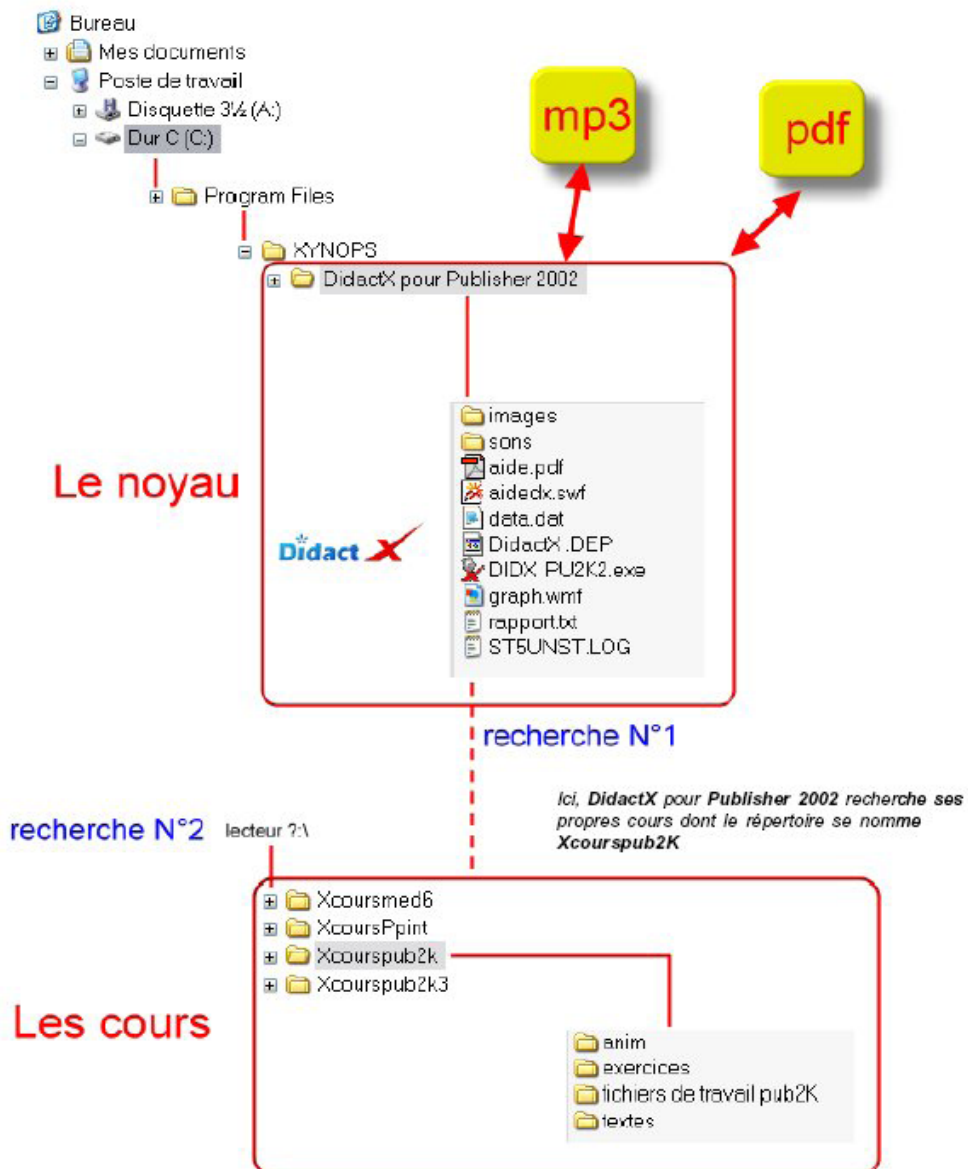 Bureau
Mes documents
Poste de travail
Disquette 3½ (A:)
Dur C (C:)
mp3
pdf
Program Files
XYNOPS
DidactX pour Publisher 2002
images
sons
aide.pdf
aidedx.swf
data.dat
DidactX .DEP
DIDX PU2K2.exe
graph.wmf
rapport.txt
ST5UNST.LOG
Le noyau
Didact X
recherche N°1
Ici, DidactX pour Publisher 2002 recherche ses
propres cours dont le répertoire se nomme
Xcourspub2K
recherche N°2 lecteur ?:\
Xcoursmed6
XcoursPpint
Xcourspub2k
Xcourspub2k3
Les cours
anim
exercices
fichiers de travail pub2K
textes